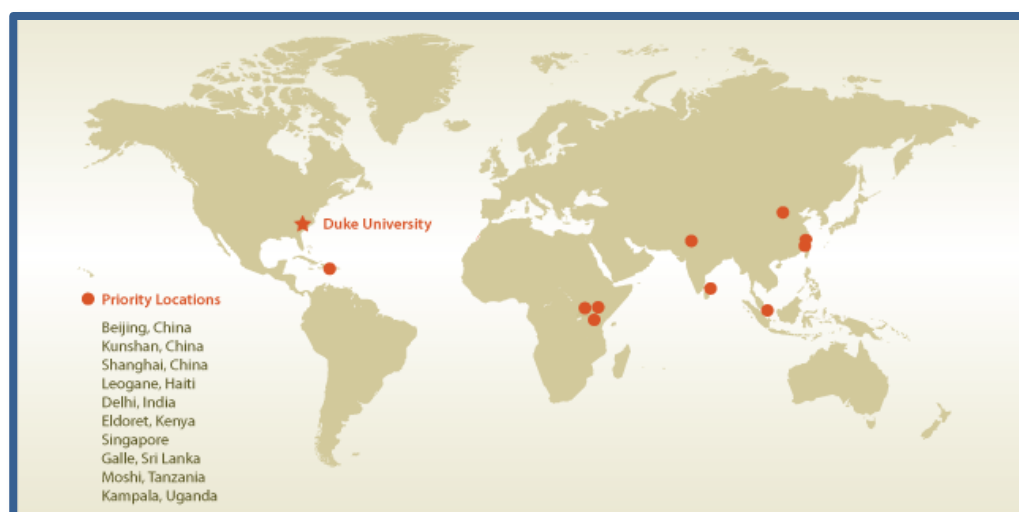 Duke University
Priority Locations
Beijing, China
Kunshan, China
Shanghai, China
Leogane, Haiti
Delhi, India
Eldoret, Kenya
Singapore
Galle, Sri Lanka
Moshi, Tanzania
Kampala, Uganda